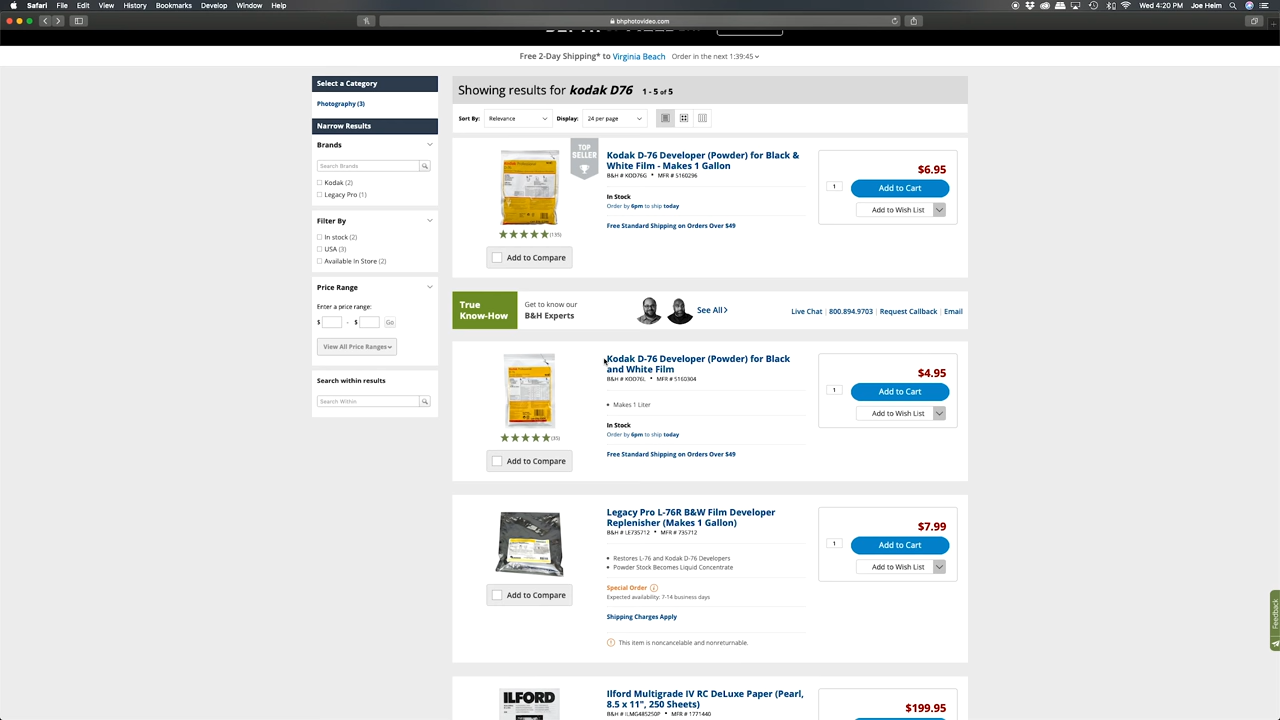 Safari File Edit View History Bookmarks Develop Window Help
Wed 4:20 PM Joe Helm
bhphotovideo.com
Free 2-Day Shipping* to Virginia Beach Order in the next 1:39:45
Select a Category
Photography (3)
Narrow Results
Brands
Search Brands
Kodak (2)
Legacy Pro (1)
Filter By
In stock (2)
USA (3)
Available In Store (2)
Price Range
Enter a price range:
$ - $ Go
View All Price Ranges
Search within results
Search Within
Showing results for kodak D76 1 - 5 of 5
Sort By: Relevance Display: 24 per page
TOP
SELLER
Kodak D-76 Developer (Powder) for Black &
White Film - Makes 1 Gallon
B&H # KOD76G • MFR # 5160296
In Stock
Order by 6pm to ship today
Free Standard Shipping on Orders Over $49
(135)
Add to Compare
$6.95
1 Add to Cart
Add to Wish List
True
Know-How
Get to know our
B&H Experts
See All
Live Chat | 800.894.9703 | Request Callback | Email
Kodak D-76 Developer (Powder) for Black
and White Film
B&H # KOD76L • MFR # 5160304
• Makes 1 Liter
In Stock
Order by 6pm to ship today
Free Standard Shipping on Orders Over $49
(35)
Add to Compare
$4.95
1 Add to Cart
Add to Wish List
Legacy Pro L-76R B&W Film Developer
Replenisher (Makes 1 Gallon)
B&H # LE735712 • MFR # 735712
• Restores L-76 and Kodak D-76 Developers
• Powder Stock Becomes Liquid Concentrate
Special Order
Expected availability: 7-14 business days
Shipping Charges Apply
This item is noncancelable and nonreturnable.
Add to Compare
$7.99
1 Add to Cart
Add to Wish List
ILFORD
Ilford Multigrade IV RC DeLuxe Paper (Pearl,
8.5 x 11", 250 Sheets)
B&H # ILMG485250P • MFR # 1771440
$199.95
Feedback